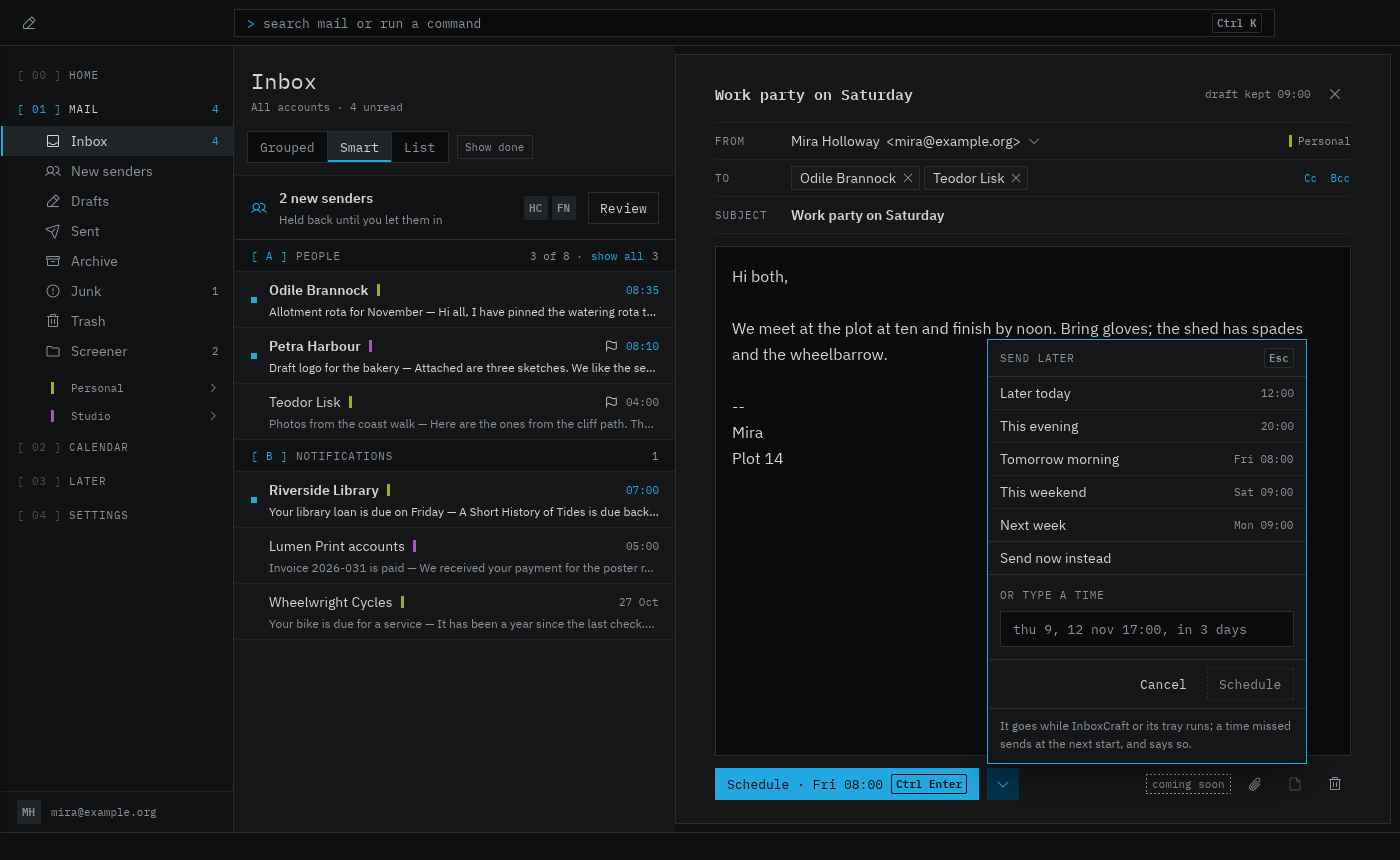 > search mail or run a command
Ctrl K
[ 00 ] HOME
[ 01 ] MAIL 4
Inbox 4
New senders
Drafts
Sent
Archive
Junk 1
Trash
Screener 2
Personal
Studio
[ 02 ] CALENDAR
[ 03 ] LATER
[ 04 ] SETTINGS
MH mira@example.org
Inbox
All accounts · 4 unread
Grouped Smart List Show done
2 new senders
Held back until you let them in
HC FN Review
[ A ] PEOPLE 3 of 8 · show all 3
Odile Brannock 08:35
Allotment rota for November — Hi all, I have pinned the watering rota t...
Petra Harbour 08:10
Draft logo for the bakery — Attached are three sketches. We like the se...
Teodor Lisk 04:00
Photos from the coast walk — Here are the ones from the cliff path. Th...
[ B ] NOTIFICATIONS 1
Riverside Library 07:00
Your library loan is due on Friday — A Short History of Tides is due back...
Lumen Print accounts 05:00
Invoice 2026-031 is paid — We received your payment for the poster r...
Wheelwright Cycles 27 Oct
Your bike is due for a service — It has been a year since the last check....
Work party on Saturday draft kept 09:00
FROM Mira Holloway <mira@example.org> Personal
TO Odile Brannock Teodor Lisk Cc Bcc
SUBJECT Work party on Saturday
Hi both,
We meet at the plot at ten and finish by noon. Bring gloves; the shed has spades
and the wheelbarrow.
--
Mira
Plot 14
SEND LATER Esc
Later today 12:00
This evening 20:00
Tomorrow morning Fri 08:00
This weekend Sat 09:00
Next week Mon 09:00
Send now instead
OR TYPE A TIME
thu 9, 12 nov 17:00, in 3 days
Cancel Schedule
It goes while InboxCraft or its tray runs; a time missed
sends at the next start, and says so.
Schedule · Fri 08:00 Ctrl Enter
coming soon